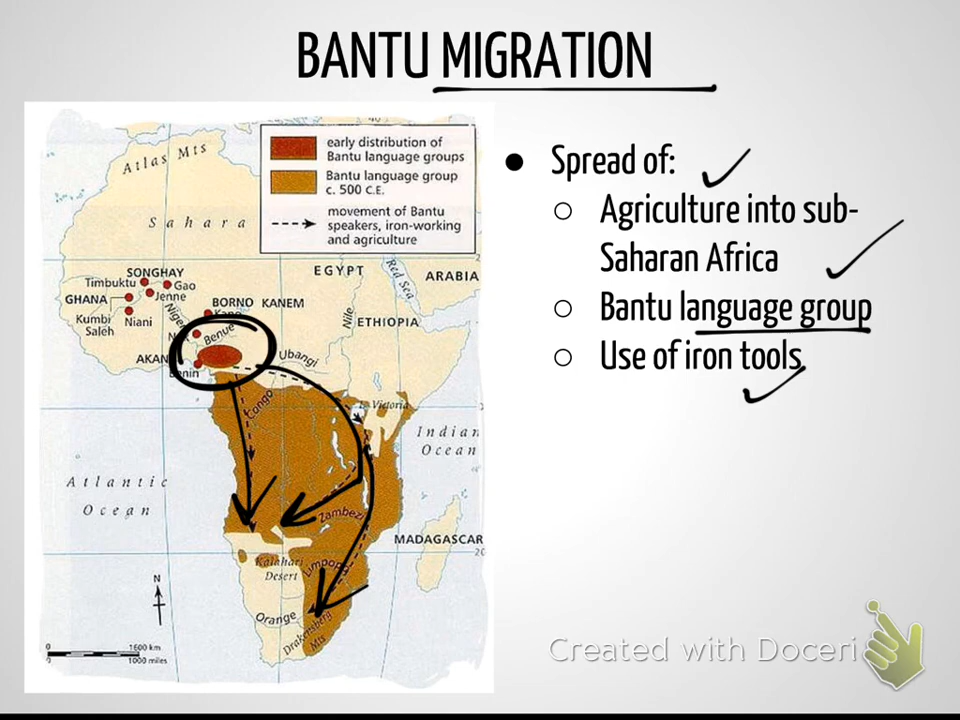 BANTU MIGRATION
early distribution of
Bantu language groups
Bantu language group
c. 500 C.E.
movement of Bantu
speakers, iron-working
and agriculture
Atlas Mts
Sahara
EGYPT
Red Sea
ARABIA
SONGHAY
Timbuktu
Gao
GHANA
Jenne
BORNO KANEM
Kumbi
Saleh
Niani
Niger
Benue
Nile
ETHIOPIA
AKAN
Ubangi
Benin
Congo
L. Victoria
Indian
Ocean
Atlantic
Ocean
Zambezi
MADAGASCAR
Kalahari
Desert
Limpopo
N
Orange
Drakensberg
Mts
0
1600 km
0
1000 miles
● Spread of:
○ Agriculture into sub-
Saharan Africa
○ Bantu language group
○ Use of iron tools
Created with Doceri